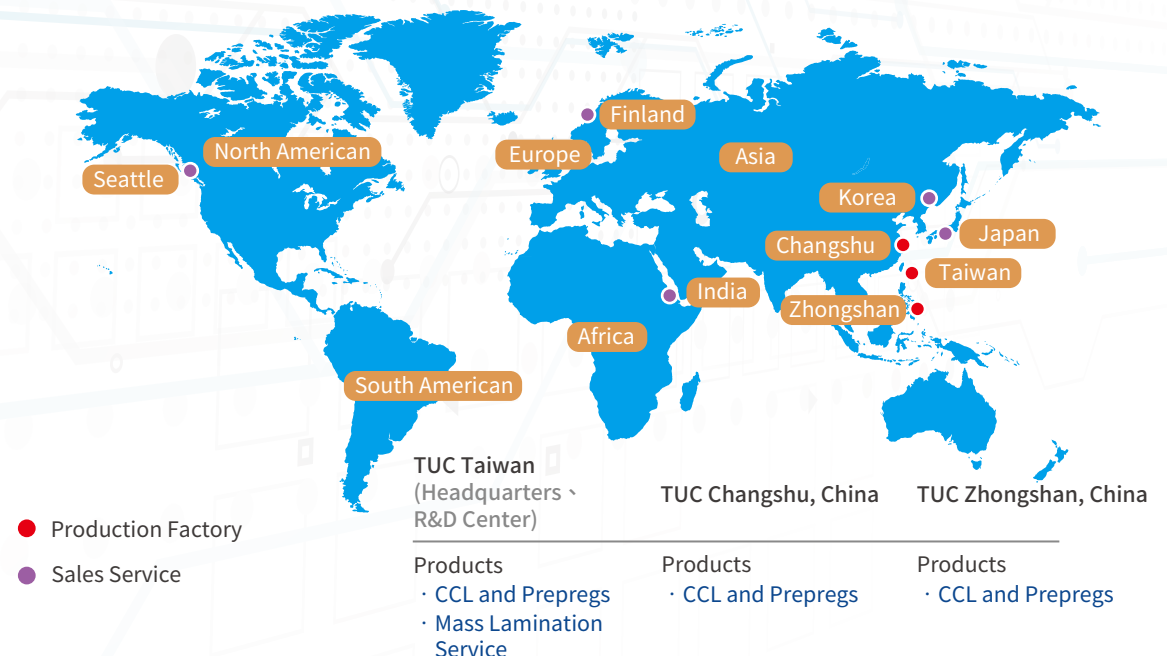 Finland
North American
Europe
Asia
Seattle
Korea
Japan
Changshu
Taiwan
India
Zhongshan
Africa
South American
Production Factory
Sales Service
TUC Taiwan
(Headquarters、
R&D Center)
TUC Changshu, China
TUC Zhongshan, China
Products
· CCL and Prepregs
· Mass Lamination
Service
Products
· CCL and Prepregs
Products
· CCL and Prepregs